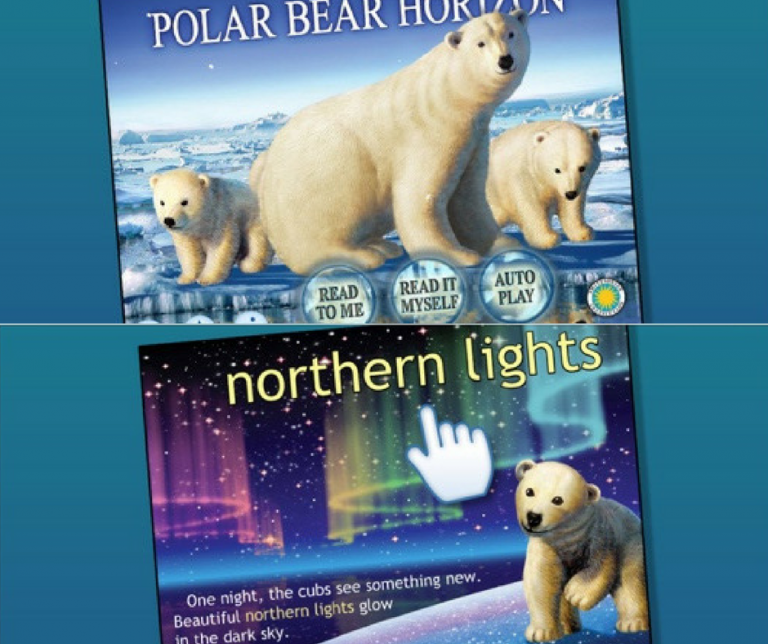 POLAR BEAR HORIZON
READ
TO ME
READ IT
MYSELF
AUTO
PLAY
northern lights
One night, the cubs see something new.
Beautiful northern lights glow
in the dark sky.